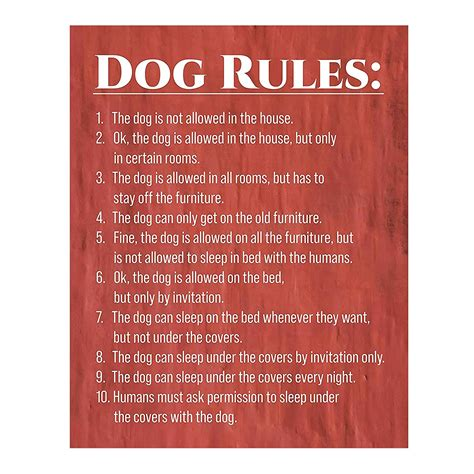 DOG RULES:
1. The dog is not allowed in the house.
2. Ok, the dog is allowed in the house, but only
in certain rooms.
3. The dog is allowed in all rooms, but has to
stay off the furniture.
4. The dog can only get on the old furniture.
5. Fine, the dog is allowed on all the furniture, but
is not allowed to sleep in bed with the humans.
6. Ok, the dog is allowed on the bed,
but only by invitation.
7. The dog can sleep on the bed whenever they want,
but not under the covers.
8. The dog can sleep under the covers by invitation only.
9. The dog can sleep under the covers every night.
10. Humans must ask permission to sleep under
the covers with the dog.